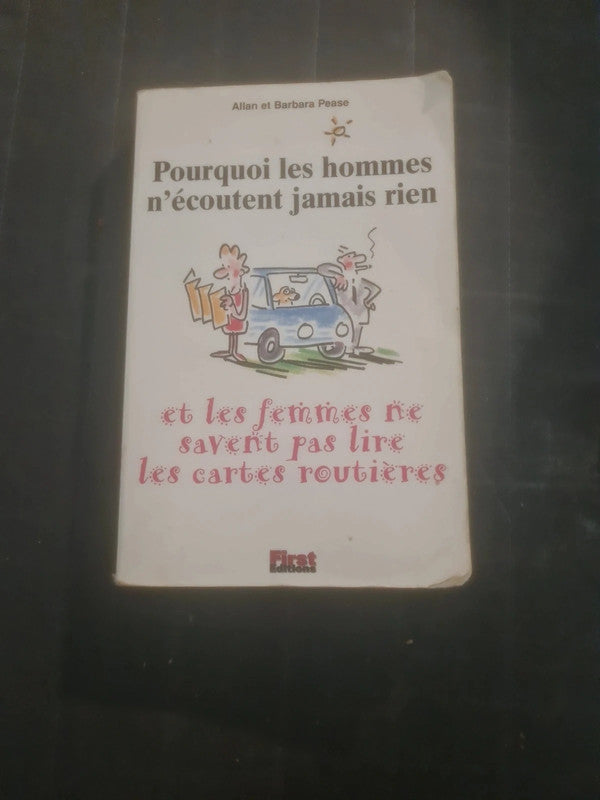 Allan et Barbara Pease
Pourquoi les hommes
n'écoutent jamais rien
et les femmes ne
savent pas lire
les cartes routières
First
Editions